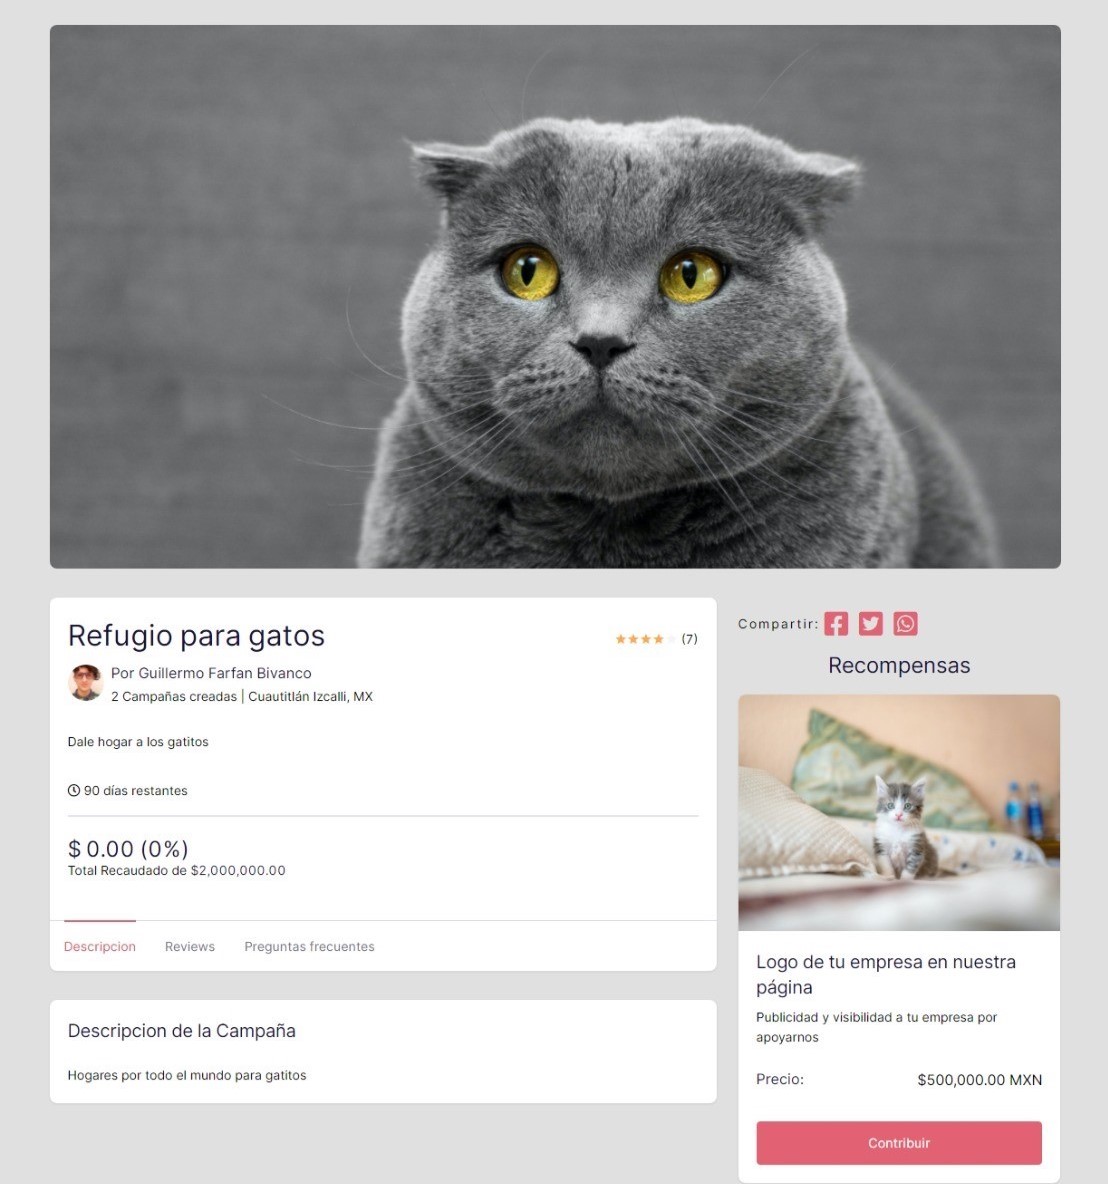 Refugio para gatos
(7)
Por Guillermo Farfan Bivanco
2 Campañas creadas | Cuautitlán Izcalli, MX
Dale hogar a los gatitos
90 días restantes
$ 0.00 (0%)
Total Recaudado de $2,000,000.00
Descripcion Reviews Preguntas frecuentes
Descripcion de la Campaña
Hogares por todo el mundo para gatitos
Compartir:
Recompensas
Logo de tu empresa en nuestra
página
Publicidad y visibilidad a tu empresa por
apoyarnos
Precio: $500,000.00 MXN
Contribuir